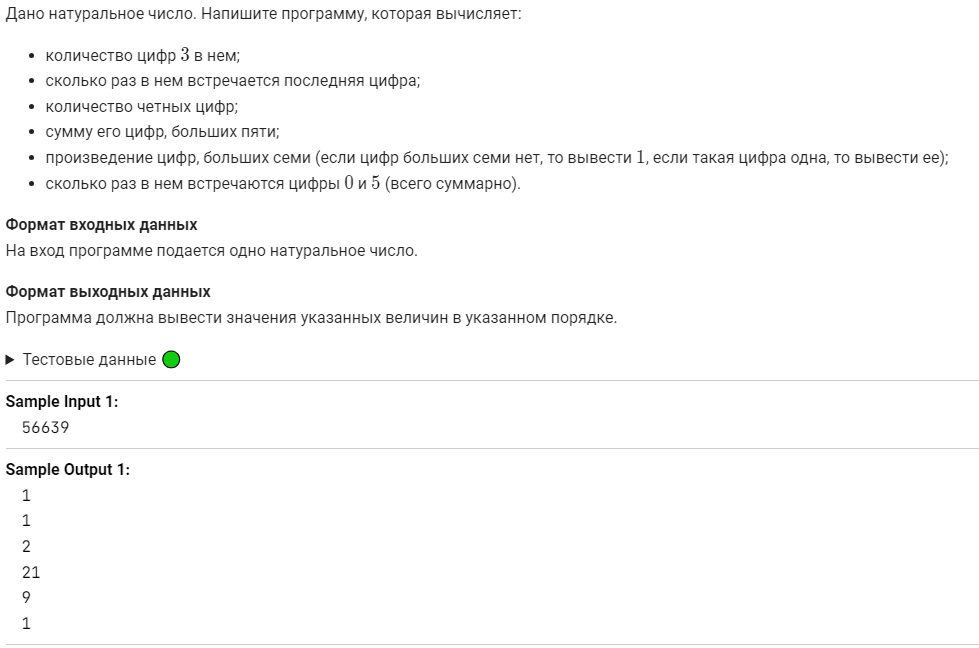 Дано натуральное число. Напишите программу, которая вычисляет:
• количество цифр 3 в нем;
• сколько раз в нем встречается последняя цифра;
• количество четных цифр;
• сумму его цифр, больших пяти;
• произведение цифр, больших семи (если цифр больших семи нет, то вывести 1, если такая цифра одна, то вывести ее);
• сколько раз в нем встречаются цифры 0 и 5 (всего суммарно).
Формат входных данных
На вход программе подается одно натуральное число.
Формат выходных данных
Программа должна вывести значения указанных величин в указанном порядке.
Тестовые данные
Sample Input 1:
56639
Sample Output 1:
1
1
2
21
9
1